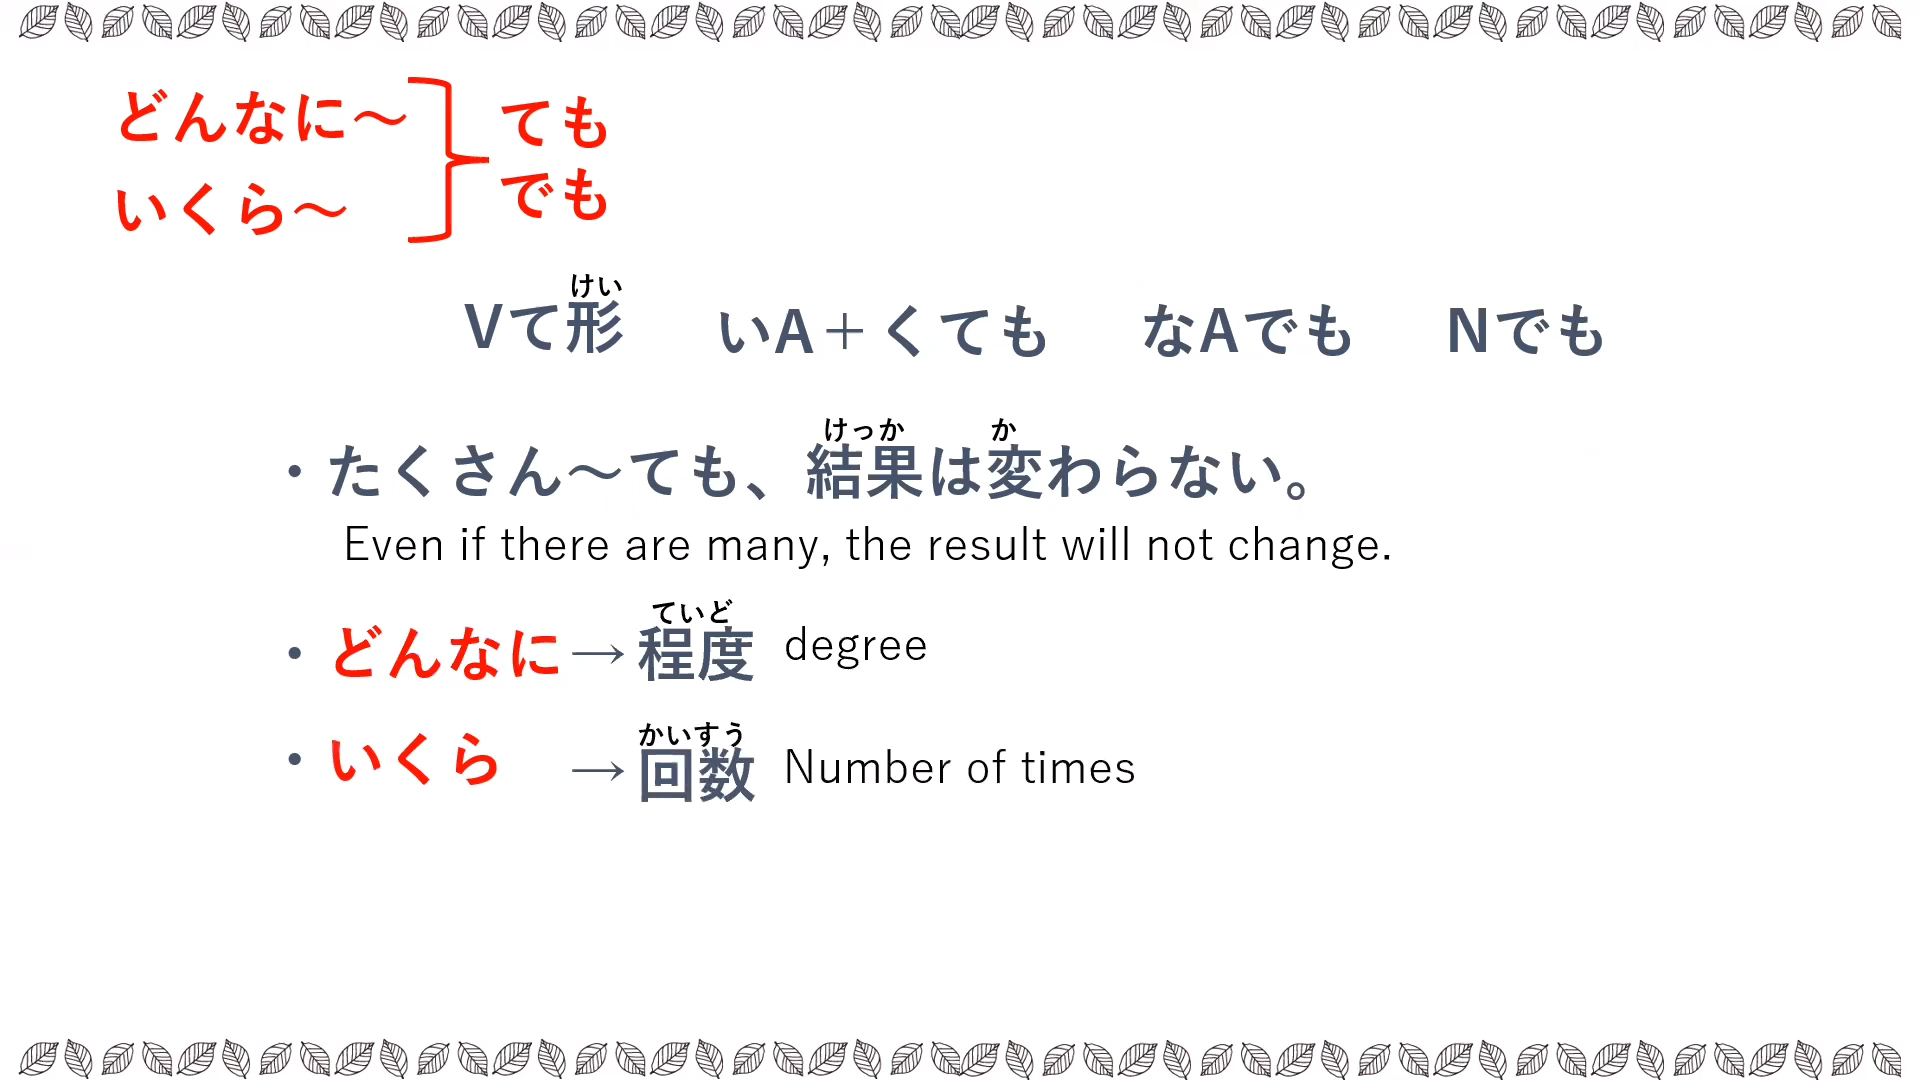 どんなに～
いくら～
ても
でも
けい
Vて形 いA＋くても なAでも Nでも
けっか か
・たくさん～ても、結果は変わらない。
Even if there are many, the result will not change.
ていど
・どんなに→程度 degree
かいすう
・いくら →回数 Number of times